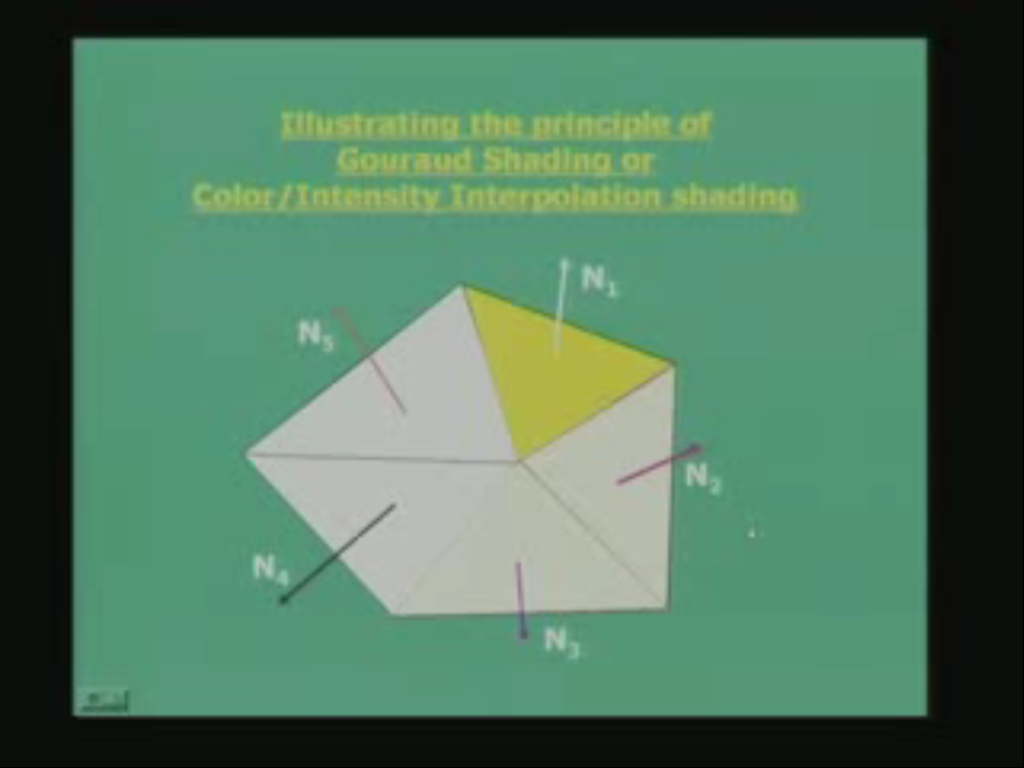 Illustrating the principle of
Gouraud Shading or
Color/Intensity Interpolation shading
N1
N5
N2
N4
N3